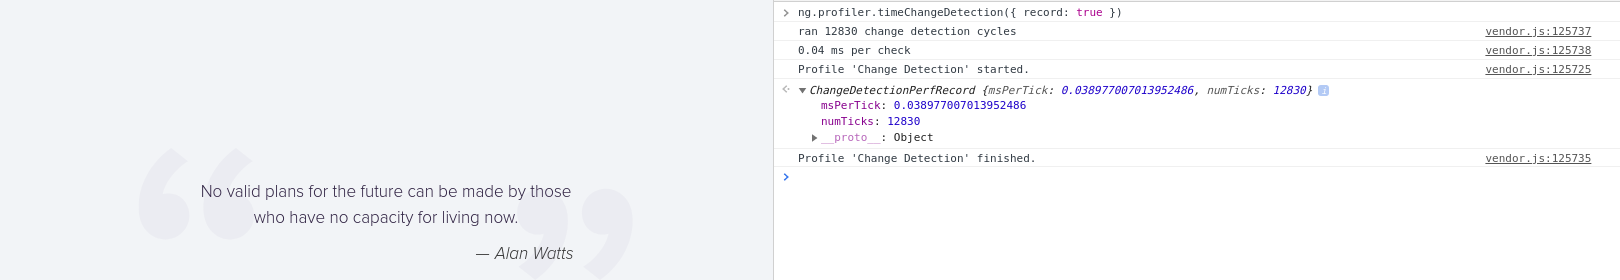 No valid plans for the future can be made by those
who have no capacity for living now.
— Alan Watts
ng.profiler.timeChangeDetection({ record: true })
ran 12830 change detection cycles vendor.js:125737
0.04 ms per check vendor.js:125738
Profile 'Change Detection' started. vendor.js:125725
ChangeDetectionPerfRecord {msPerTick: 0.038977007013952486, numTicks: 12830} i
msPerTick: 0.038977007013952486
numTicks: 12830
__proto__: Object
Profile 'Change Detection' finished. vendor.js:125735